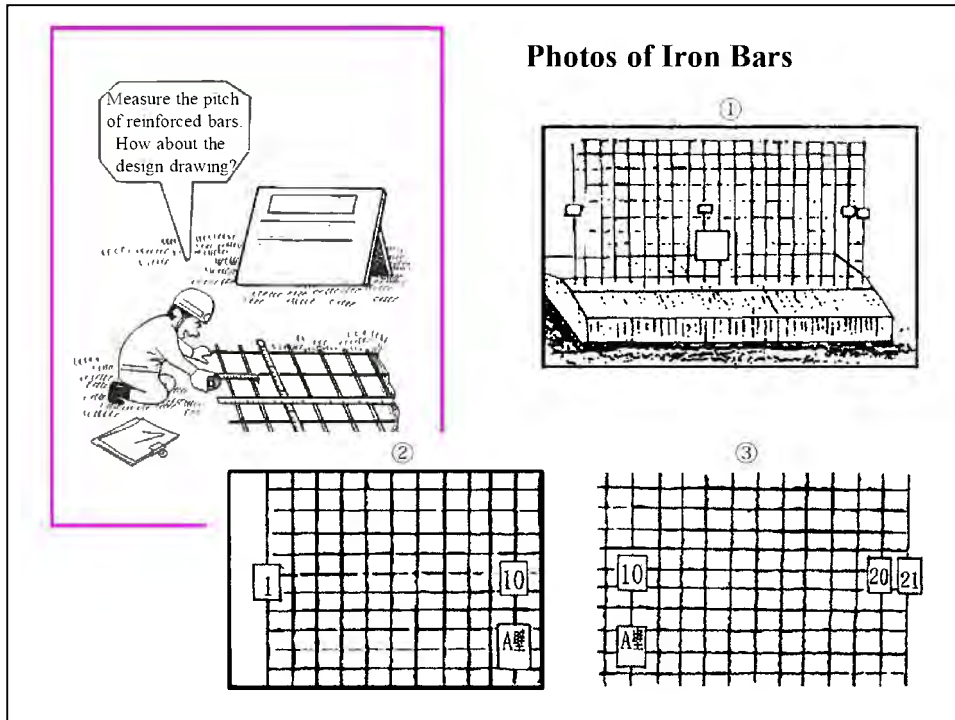 Measure the pitch
of reinforced bars.
How about the
design drawing?
Photos of Iron Bars
①
②
1
10
A壁
③
10
20
21
A壁